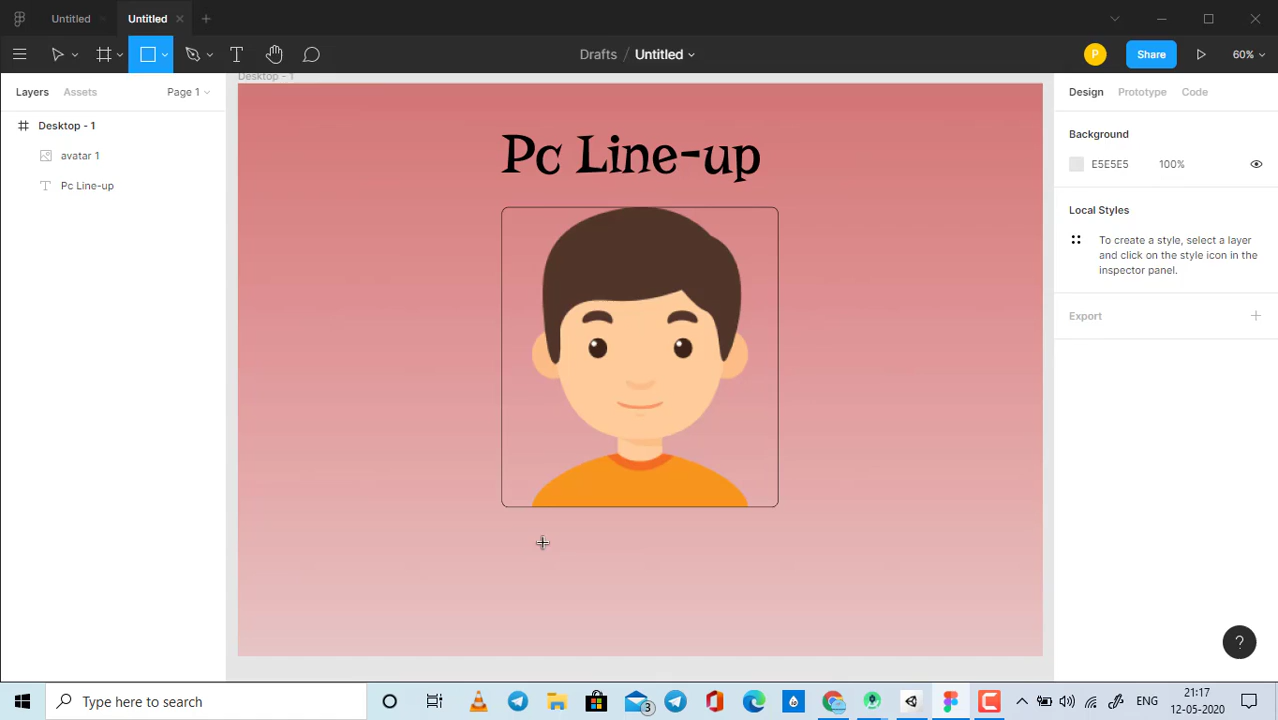 Untitled
Untitled
Drafts / Untitled
P
Share
60%
Layers
Assets
Page 1
Desktop - 1
avatar 1
Pc Line-up
Desktop - 1
Pc Line-up
Design
Prototype
Code
Background
E5E5E5
100%
Local Styles
To create a style, select a layer
and click on the style icon in the
inspector panel.
Export
?
Type here to search
3
ENG
21:17
12-05-2020